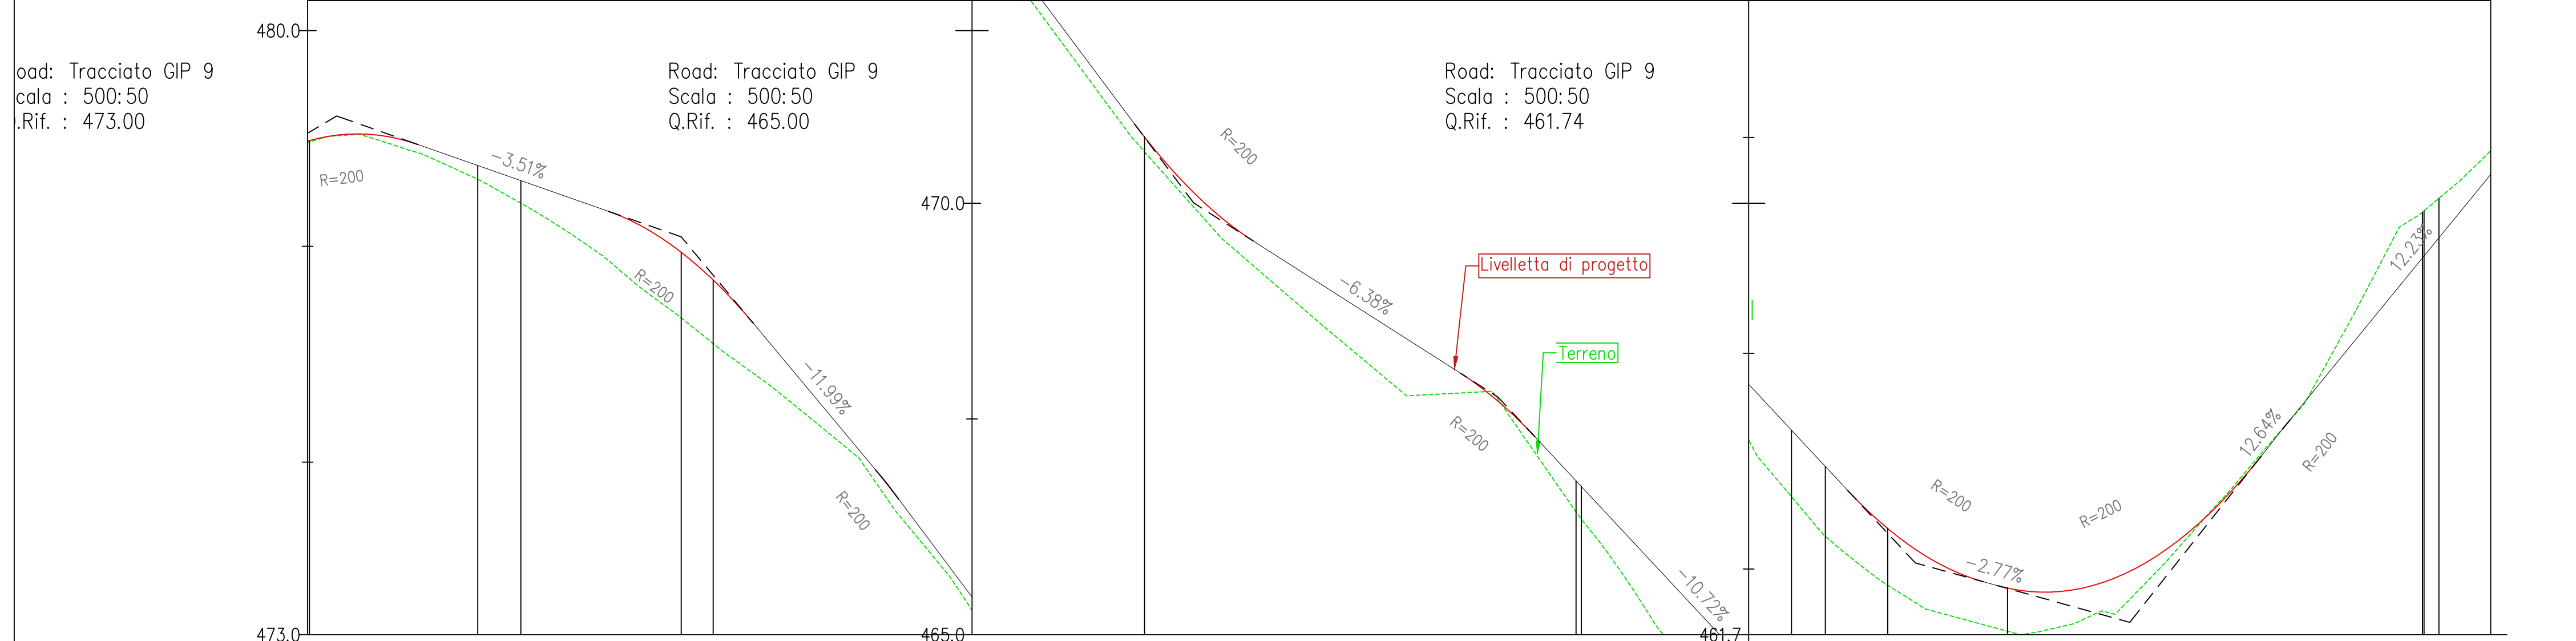 480.0
oad: Tracciato GIP 9
cala : 500:50
.Rif. : 473.00
R=200
-3.51%
R=200
-11.99%
R=200
473.0
Road: Tracciato GIP 9
Scala : 500:50
Q.Rif. : 465.00
470.0
R=200
-6.38%
Livelletta di progetto
Terreno
R=200
-10.72%
465.0
Road: Tracciato GIP 9
Scala : 500:50
Q.Rif. : 461.74
R=200
-2.77%
R=200
12.64%
R=200
12.23%
461.7